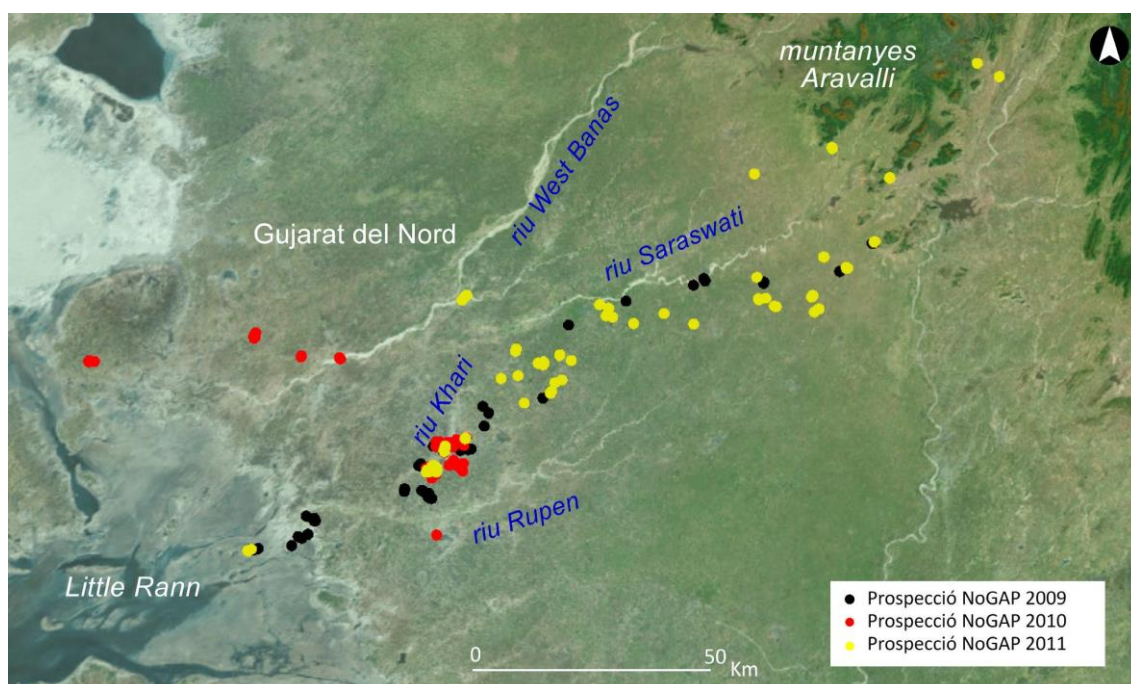 muntanyes
Aravalli
riu West Banas
Gujarat del Nord
riu Saraswati
riu Khari
riu Rupen
Little Rann
Prospecció NoGAP 2009
Prospecció NoGAP 2010
Prospecció NoGAP 2011
0 50
Km